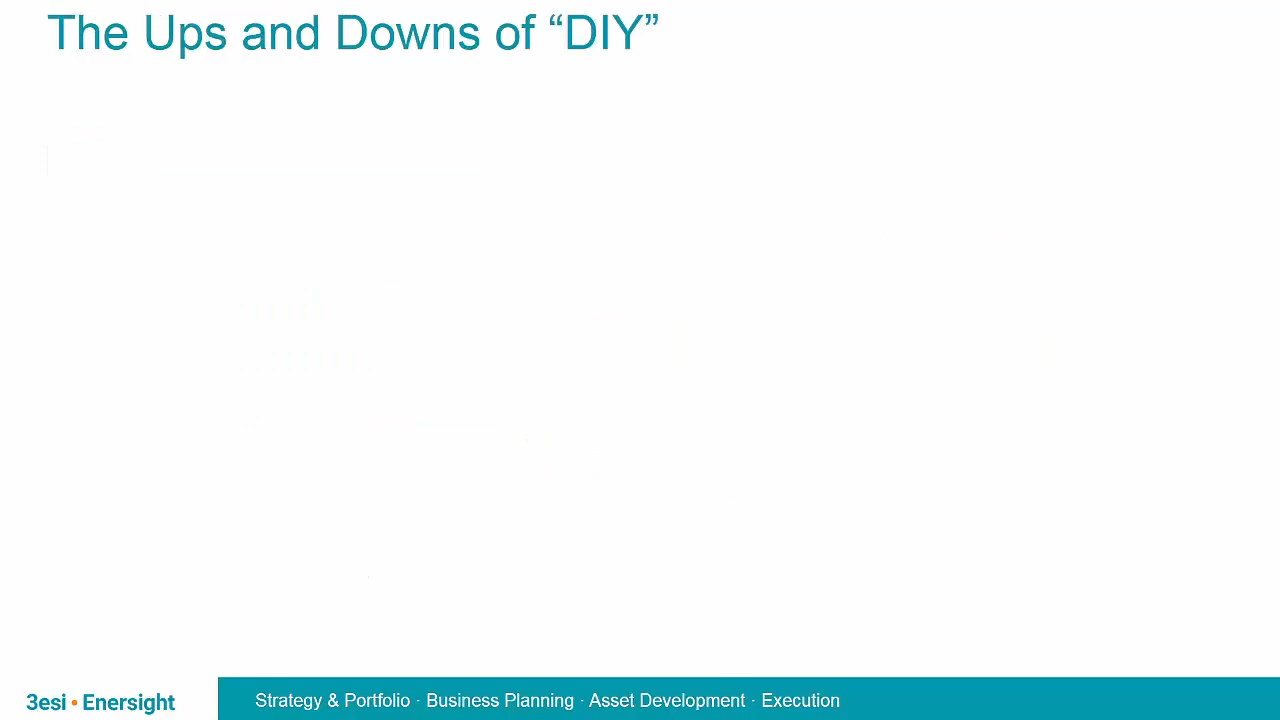 The Ups and Downs of “DIY”
3esi • Enersight
Strategy & Portfolio · Business Planning · Asset Development · Execution